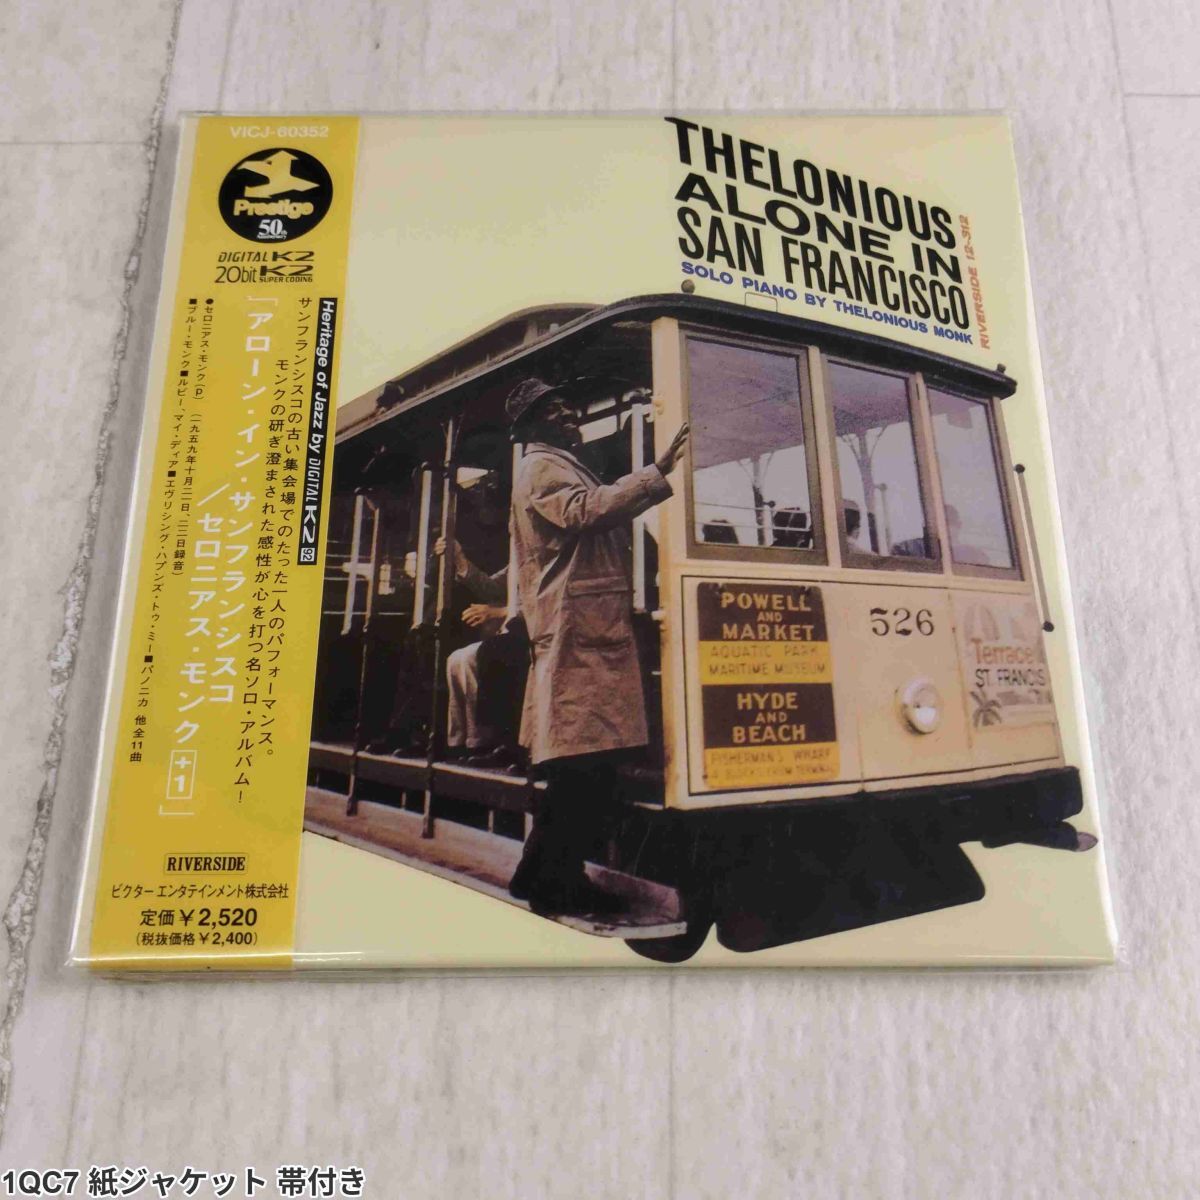 VICJ-60352
Prestige
50th
Anniversary
DIGITAL K2
20bit K2
SUPER CODING
Heritage of Jazz by DIGITAL K2 92
サンフランシスコの古い集会場でのたった一人のパフォーマンス。
モンクの研ぎ澄まされた感性が心を打つ名ソロ・アルバム！
「アローン・イン・サンフランシスコ
／セロニアス・モンク +1」
●セロニアス・モンク(p) (一九五九年十月二一日、二二日録音)
■ブルー・モンク■ルビー、マイ・ディア■エヴリシング・ハプンズ・トゥ・ミー■パノニカ 他全11曲
RIVERSIDE
ビクター エンタテインメント株式会社
定価￥2,520
(税抜価格￥2,400)
THELONIOUS
ALONE IN
SAN FRANCISCO
SOLO PIANO BY THELONIOUS MONK
RIVERSIDE 12-312
POWELL
AND
MARKET
AQUATIC PARK
MARITIME MUSEUM
HYDE
AND
BEACH
FISHERMAN'S WHARF
4 BLOCKS FROM TERMINAL
526
Terrace
ST. FRANCIS
1QC7 紙ジャケット 帯付き